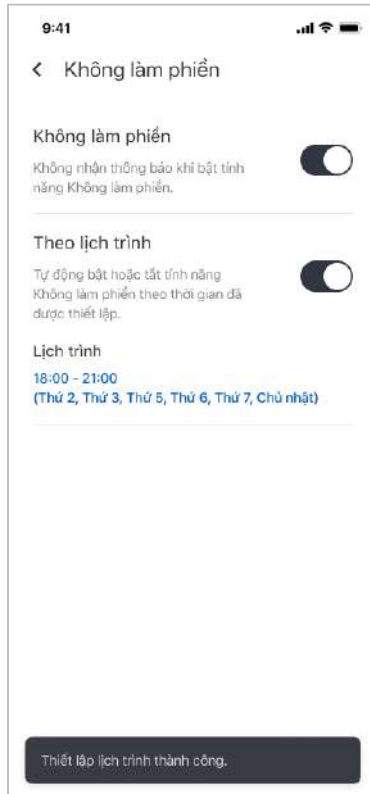 9:41
Không làm phiền
Không làm phiền
Không nhận thông báo khi bật tính
năng Không làm phiền.
Theo lịch trình
Tự động bật hoặc tắt tính năng
Không làm phiền theo thời gian đã
được thiết lập.
Lịch trình
18:00 - 21:00
(Thứ 2, Thứ 3, Thứ 5, Thứ 6, Thứ 7, Chủ nhật)
Thiết lập lịch trình thành công.